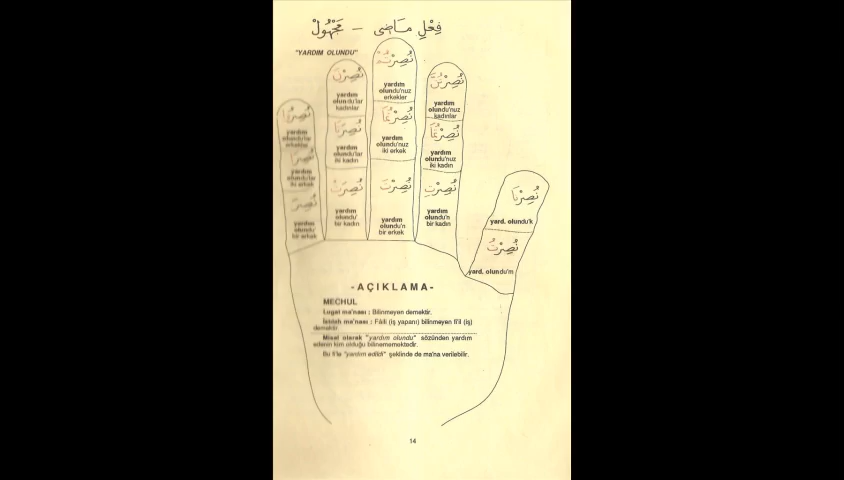 فِعْلِ مَاضِى – مَجْهُولْ
"YARDIM OLUNDU"
نُصِرُوا
yardım
olundu'lar
erkekler
نُصِرَا
yardım
olundu'lar
iki erkek
نُصِرَ
yardım
olundu'
bir erkek
نُصِرْنَ
yardım
olundu'lar
kadınlar
نُصِرَتَا
yardım
olundu'lar
iki kadın
نُصِرَتْ
yardım
olundu'
bir kadın
نُصِرْتُمْ
yardım
olundu'nuz
erkekler
نُصِرْتُمَا
yardım
olundu'nuz
iki erkek
نُصِرْتَ
yardım
olundu'n
bir erkek
نُصِرْتُنَّ
yardım
olundu'nuz
kadınlar
نُصِرْتُمَا
yardım
olundu'nuz
iki kadın
نُصِرْتِ
yardım
olundu'n
bir kadın
نُصِرْنَا
yard. olundu'k
نُصِرْتُ
yard. olundu'm
-AÇIKLAMA-
MECHUL
Lugat ma'nası : Bilinmeyen demektir.
Istılah ma'nası : Fâili (iş yapanı) bilinmeyen fi'il (iş)
demektir.
Misal olarak "yardım olundu" sözünden yardım
edenin kim olduğu bilinememektedir.
Bu fi'le "yardım edildi" şeklinde de ma'na verilebilir.
14